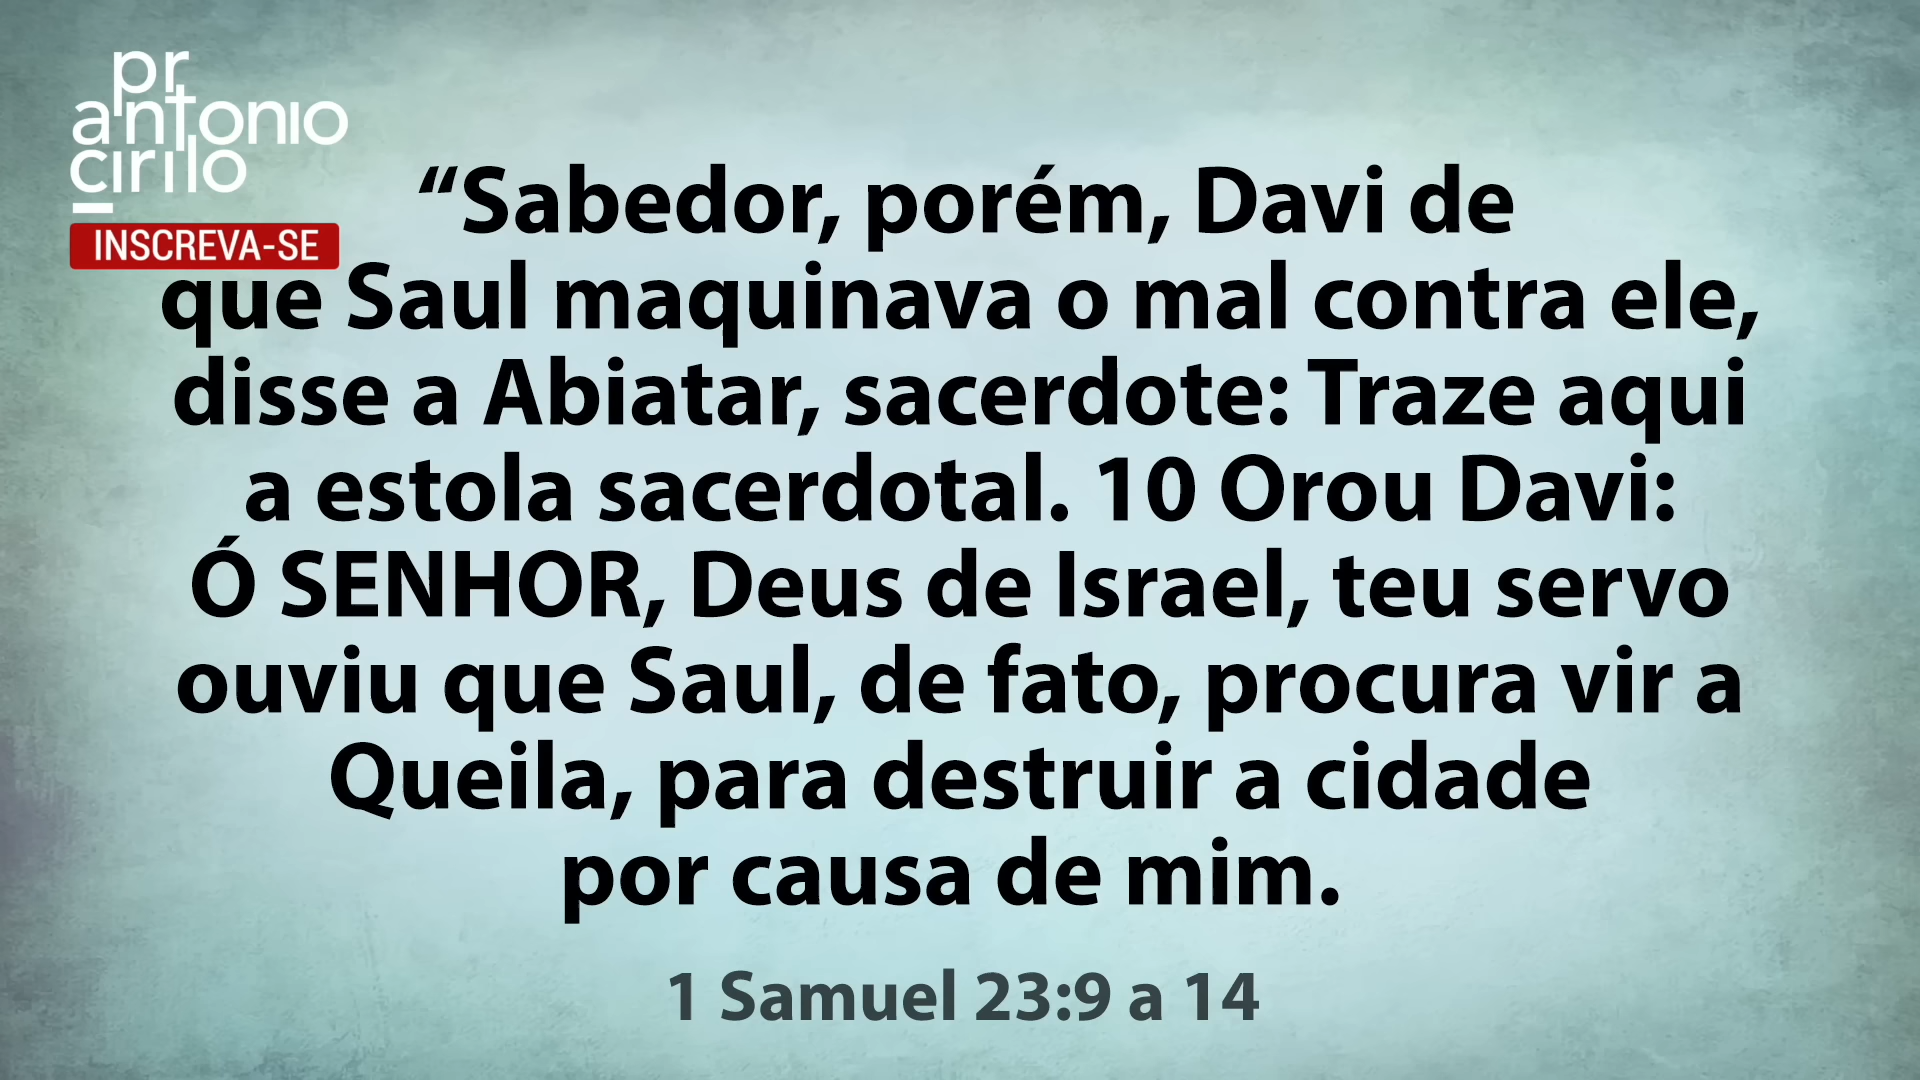 pr
antonio
cirilo
INSCREVA-SE
“Sabedor, porém, Davi de
que Saul maquinava o mal contra ele,
disse a Abiatar, sacerdote: Traze aqui
a estola sacerdotal. 10 Orou Davi:
Ó SENHOR, Deus de Israel, teu servo
ouviu que Saul, de fato, procura vir a
Queila, para destruir a cidade
por causa de mim.
1 Samuel 23:9 a 14